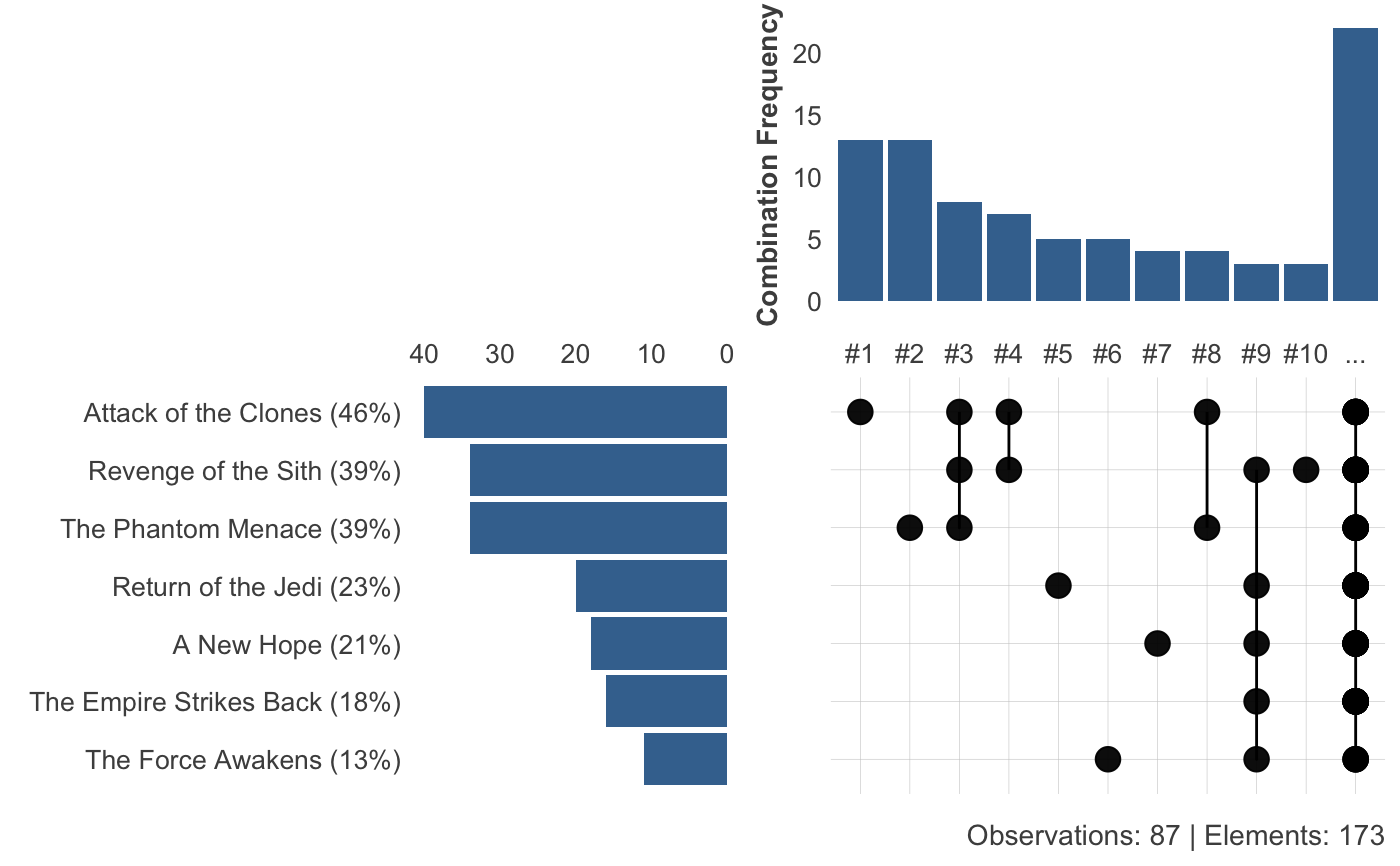 Combination Frequency
20
15
10
5
0
40 30 20 10 0
#1 #2 #3 #4 #5 #6 #7 #8 #9 #10 ...
Attack of the Clones (46%)
Revenge of the Sith (39%)
The Phantom Menace (39%)
Return of the Jedi (23%)
A New Hope (21%)
The Empire Strikes Back (18%)
The Force Awakens (13%)
Observations: 87 | Elements: 173